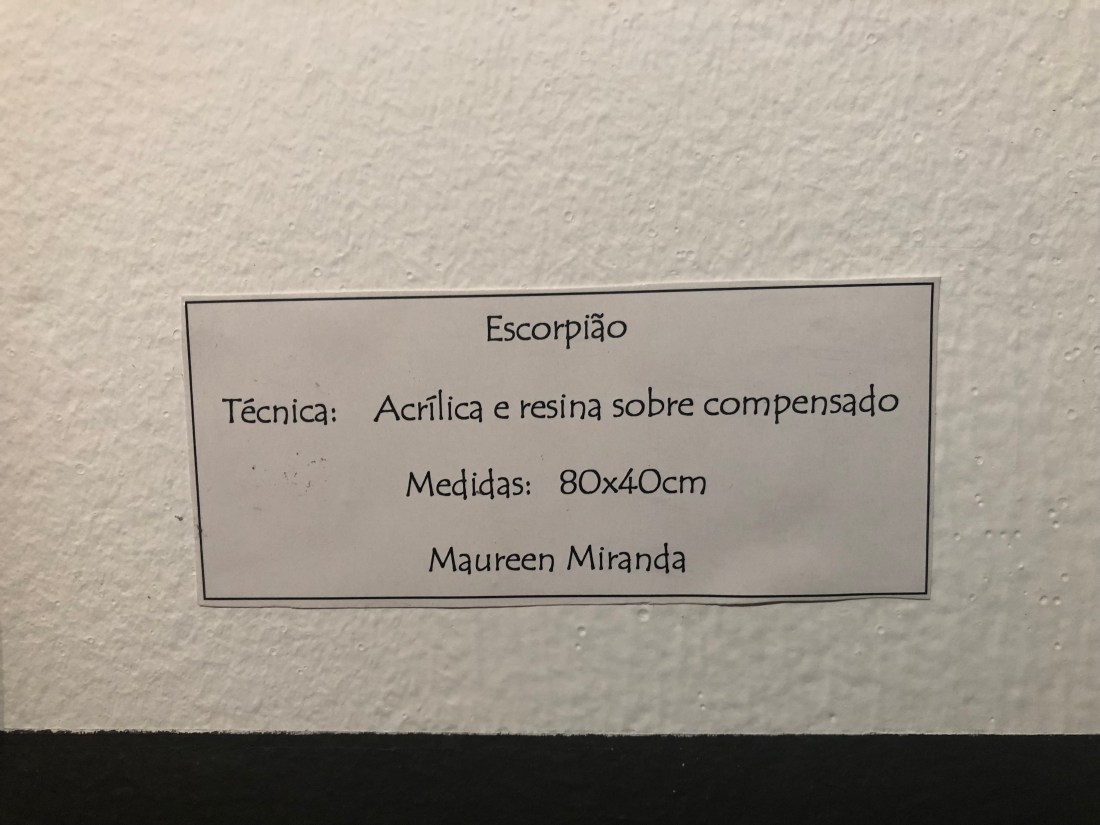 Escorpião
Técnica: Acrílica e resina sobre compensado
Medidas: 80x40cm
Maureen Miranda